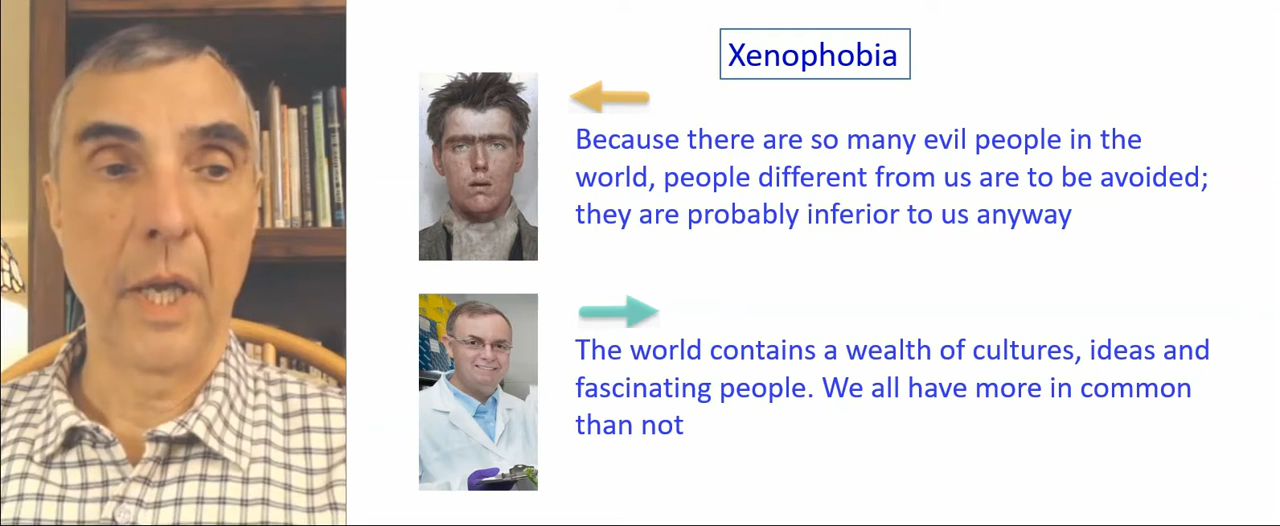 Xenophobia
Because there are so many evil people in the
world, people different from us are to be avoided;
they are probably inferior to us anyway
The world contains a wealth of cultures, ideas and
fascinating people. We all have more in common
than not